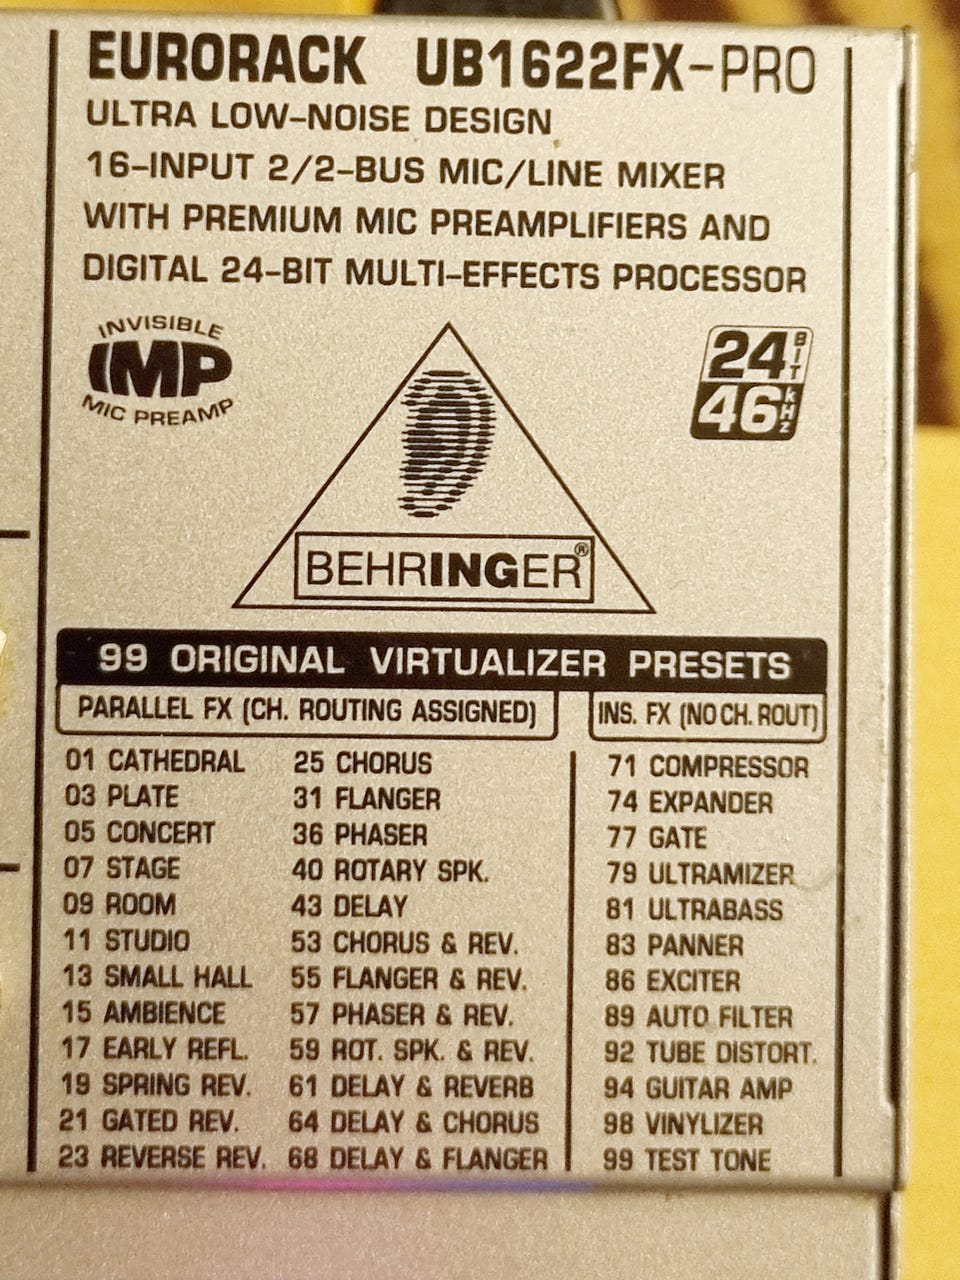 EURORACK UB1622FX-PRO
ULTRA LOW-NOISE DESIGN
16-INPUT 2/2-BUS MIC/LINE MIXER
WITH PREMIUM MIC PREAMPLIFIERS AND
DIGITAL 24-BIT MULTI-EFFECTS PROCESSOR
INVISIBLE
IMP
MIC PREAMP
24 BIT
46 kHz
BEHRINGER®
99 ORIGINAL VIRTUALIZER PRESETS
PARALLEL FX (CH. ROUTING ASSIGNED)
01 CATHEDRAL
03 PLATE
05 CONCERT
07 STAGE
09 ROOM
11 STUDIO
13 SMALL HALL
15 AMBIENCE
17 EARLY REFL.
19 SPRING REV.
21 GATED REV.
23 REVERSE REV.
25 CHORUS
31 FLANGER
36 PHASER
40 ROTARY SPK.
43 DELAY
53 CHORUS & REV.
55 FLANGER & REV.
57 PHASER & REV.
59 ROT. SPK. & REV.
61 DELAY & REVERB
64 DELAY & CHORUS
68 DELAY & FLANGER
INS. FX (NO CH. ROUT)
71 COMPRESSOR
74 EXPANDER
77 GATE
79 ULTRAMIZER
81 ULTRABASS
83 PANNER
86 EXCITER
89 AUTO FILTER
92 TUBE DISTORT.
94 GUITAR AMP
98 VINYLIZER
99 TEST TONE